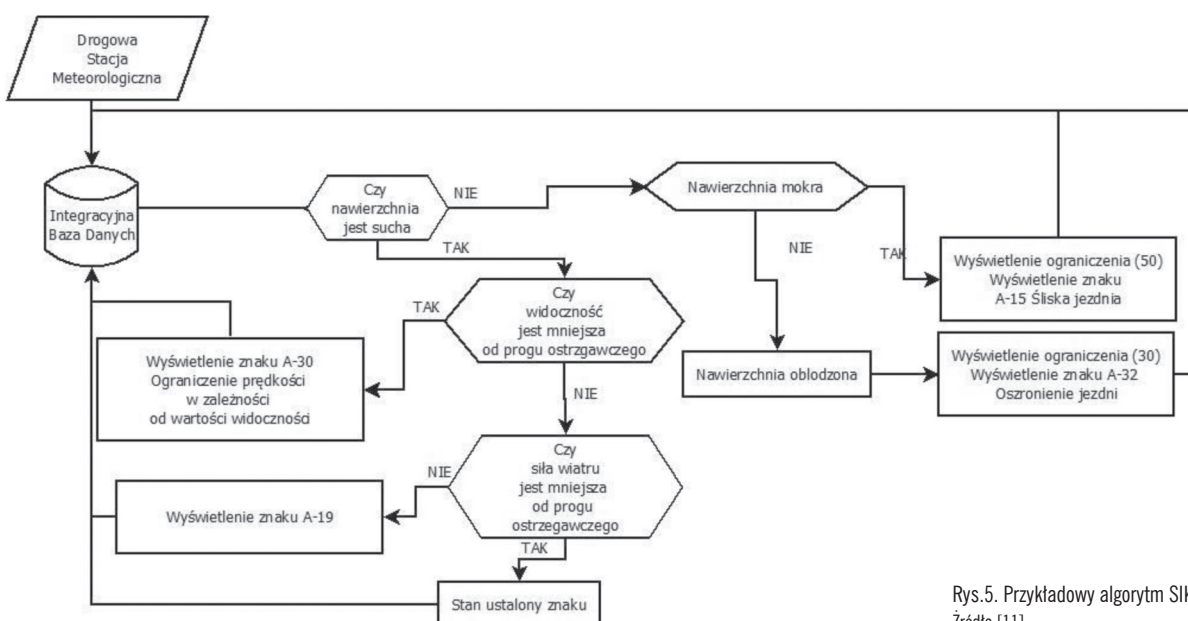 Drogowa
Stacja
Meteorologiczna
Integracyjna
Baza Danych
Czy
nawierzchnia
jest sucha
NIE
TAK
Nawierzchnia mokra
NIE
TAK
Wyświetlenie ograniczenia (50)
Wyświetlenie znaku
A-15 Śliska jezdnia
Czy
widoczność
jest mniejsza
od progu ostrzgawczego
TAK
NIE
Wyświetlenie znaku A-30
Ograniczenie prędkości
w zależności
od wartości widoczności
Nawierzchnia oblodzona
Wyświetlenie ograniczenia (30)
Wyświetlenie znaku A-32
Oszronienie jezdni
Czy
siła wiatru
jest mniejsza
od progu
ostrzegawczego
NIE
TAK
Wyświetlenie znaku A-19
Stan ustalony znaku
Rys.5. Przykładowy algorytm
Źródło [11]